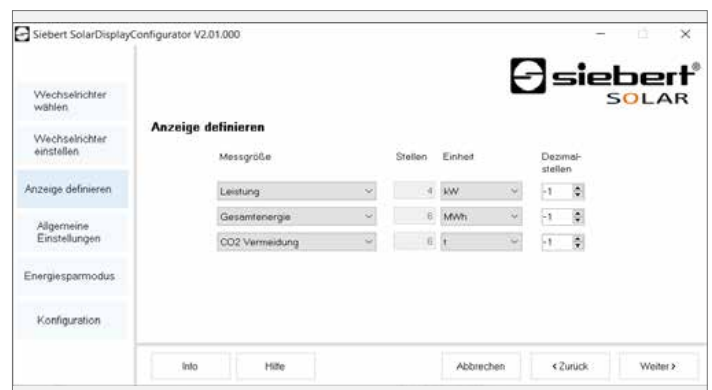 Siebert SolarDisplayConfigurator V2.01.000
siebert®
SOLAR
Wechselrichter
wählen
Wechselrichter
einstellen
Anzeige definieren
Allgemeine
Einstellungen
Energiesparmodus
Konfiguration
Anzeige definieren
Messgröße Stellen Einheit Dezimal-
stellen
Leistung 4 kW -1
Gesamtenergie 6 MWh -1
CO2 Vermeidung 6 t -1
Info Hilfe Abbrechen < Zurück Weiter >